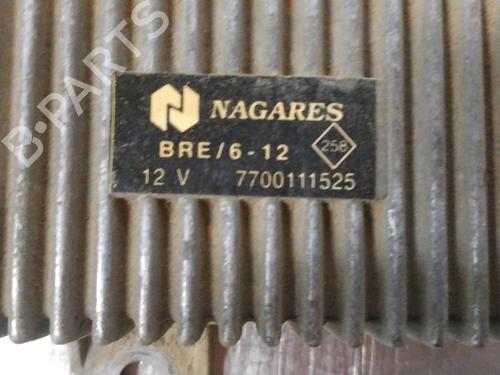 B-PARTS
NAGARES
BRE/6-12
258
12 V 7700111525